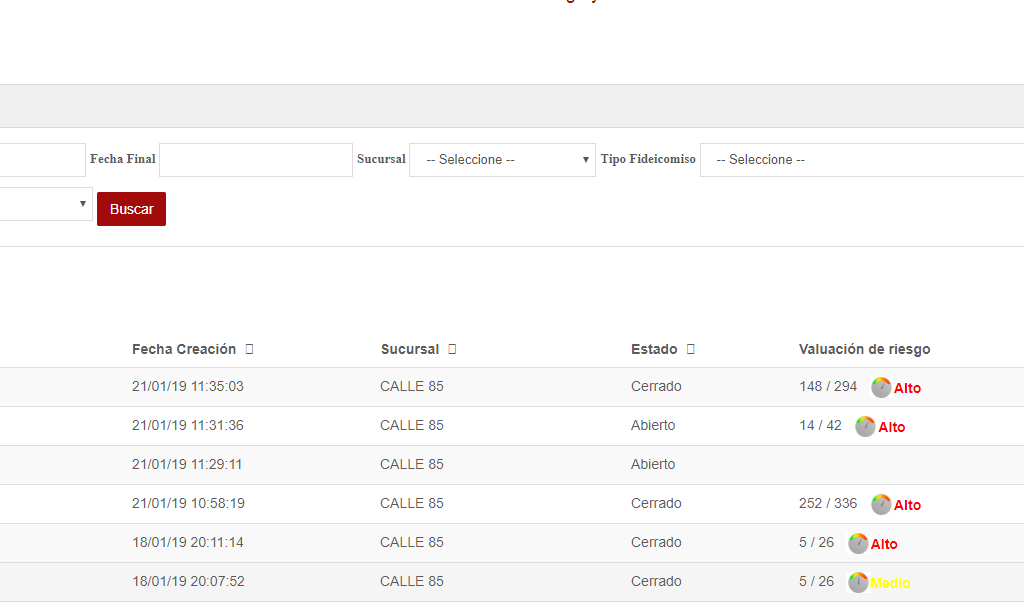 Fecha Final Sucursal -- Seleccione -- Tipo Fideicomiso -- Seleccione --
Buscar
Fecha Creación Sucursal Estado Valuación de riesgo
21/01/19 11:35:03 CALLE 85 Cerrado 148 / 294 Alto
21/01/19 11:31:36 CALLE 85 Abierto 14 / 42 Alto
21/01/19 11:29:11 CALLE 85 Abierto
21/01/19 10:58:19 CALLE 85 Cerrado 252 / 336 Alto
18/01/19 20:11:14 CALLE 85 Cerrado 5 / 26 Alto
18/01/19 20:07:52 CALLE 85 Cerrado 5 / 26 Medio